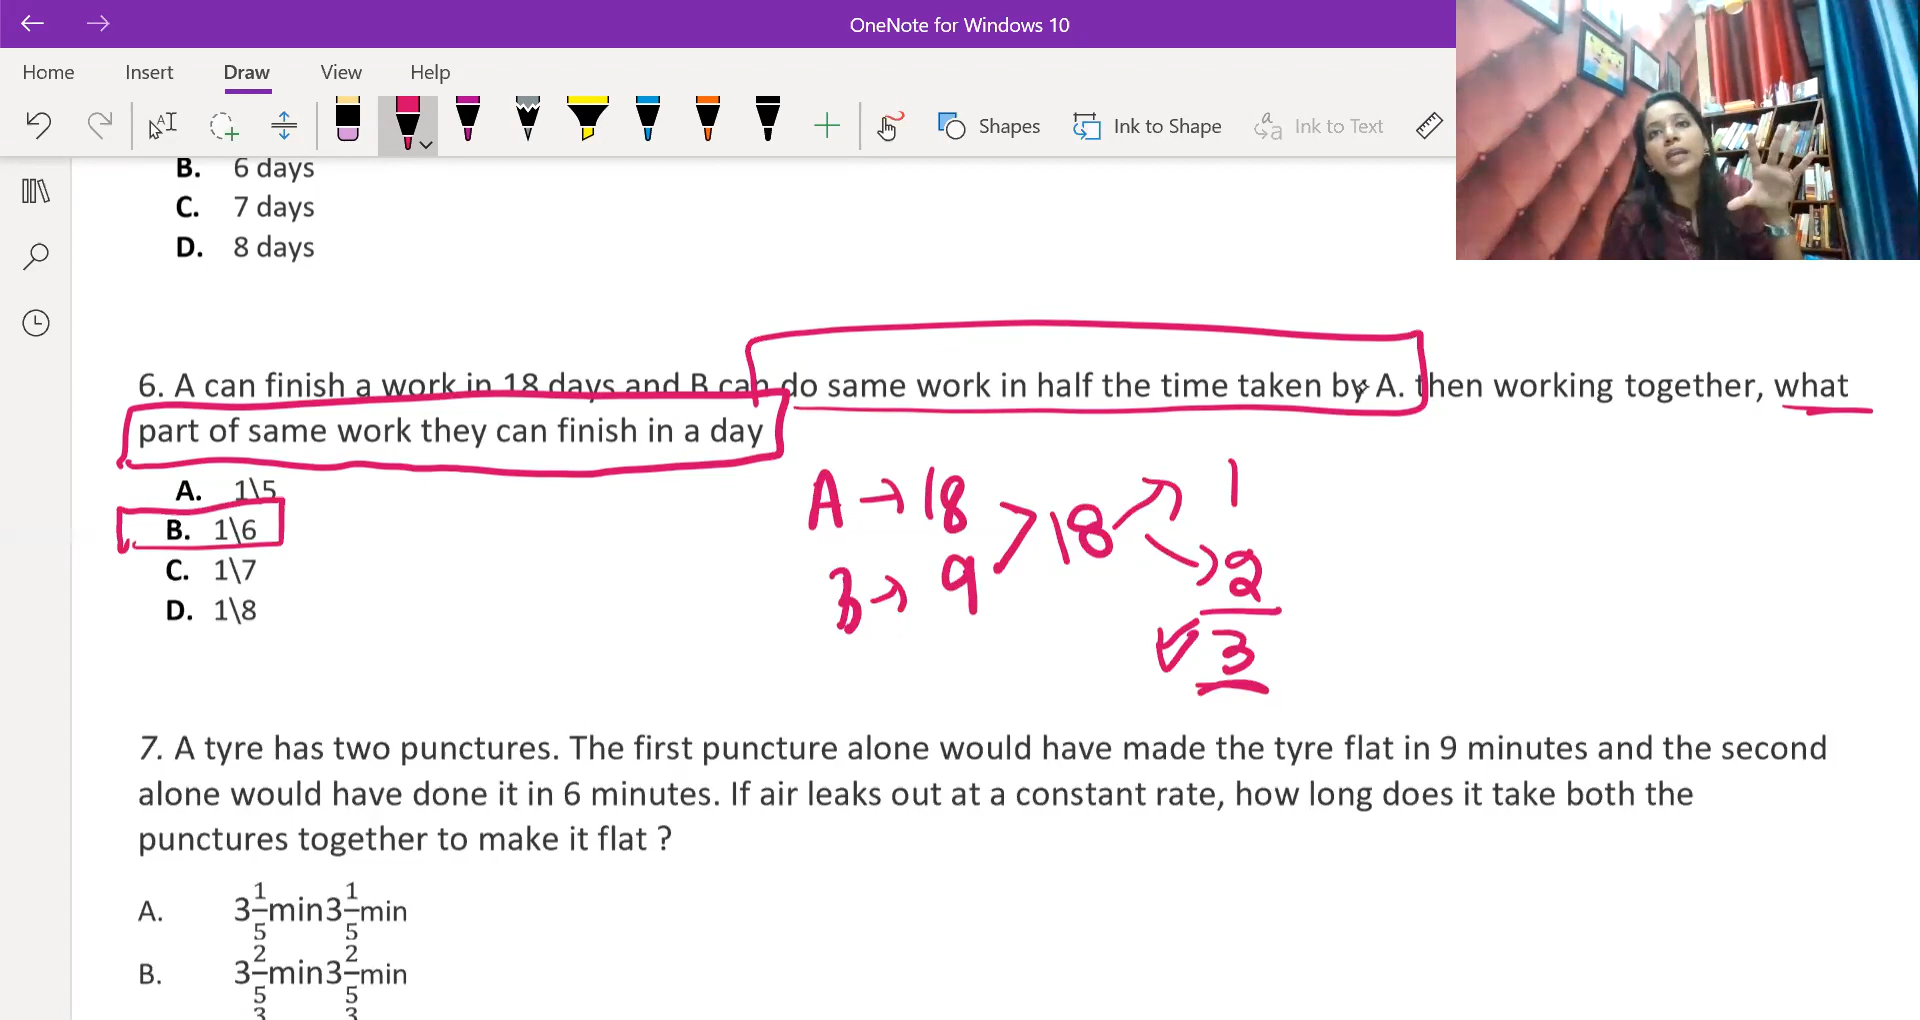 OneNote for Windows 10
Home Insert Draw View Help
Shapes Ink to Shape Ink to Text
B. 6 days
C. 7 days
D. 8 days
6. A can finish a work in 18 days and B can do same work in half the time taken by A. then working together, what
part of same work they can finish in a day
A. 1\5
B. 1\6
C. 1\7
D. 1\8
A → 18
B → 9
> 18
1
2
3
7. A tyre has two punctures. The first puncture alone would have made the tyre flat in 9 minutes and the second
alone would have done it in 6 minutes. If air leaks out at a constant rate, how long does it take both the
punctures together to make it flat ?
A. 3 1/5 min 3 1/5 min
B. 3 2/5 min 3 2/5 min
3 3